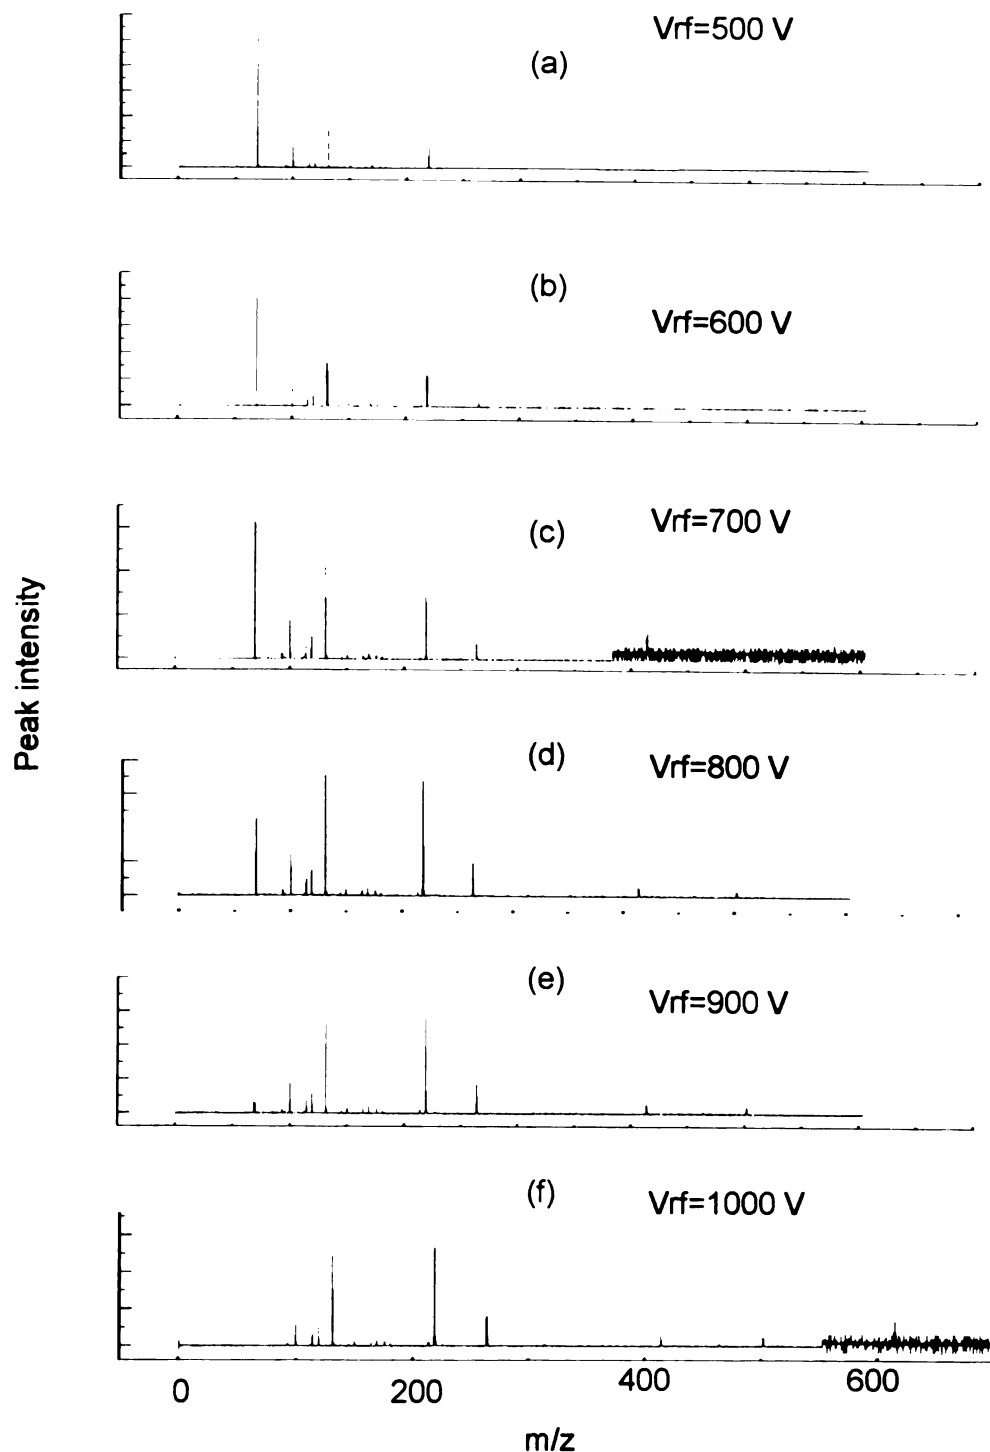 Vrf=500 V
(a)
(b)
Vrf=600 V
Vrf=700 V
(c)
(d)
Vrf=800 V
(e)
Vrf=900 V
(f)
Vrf=1000 V
Peak intensity
0 200 400 600
m/z